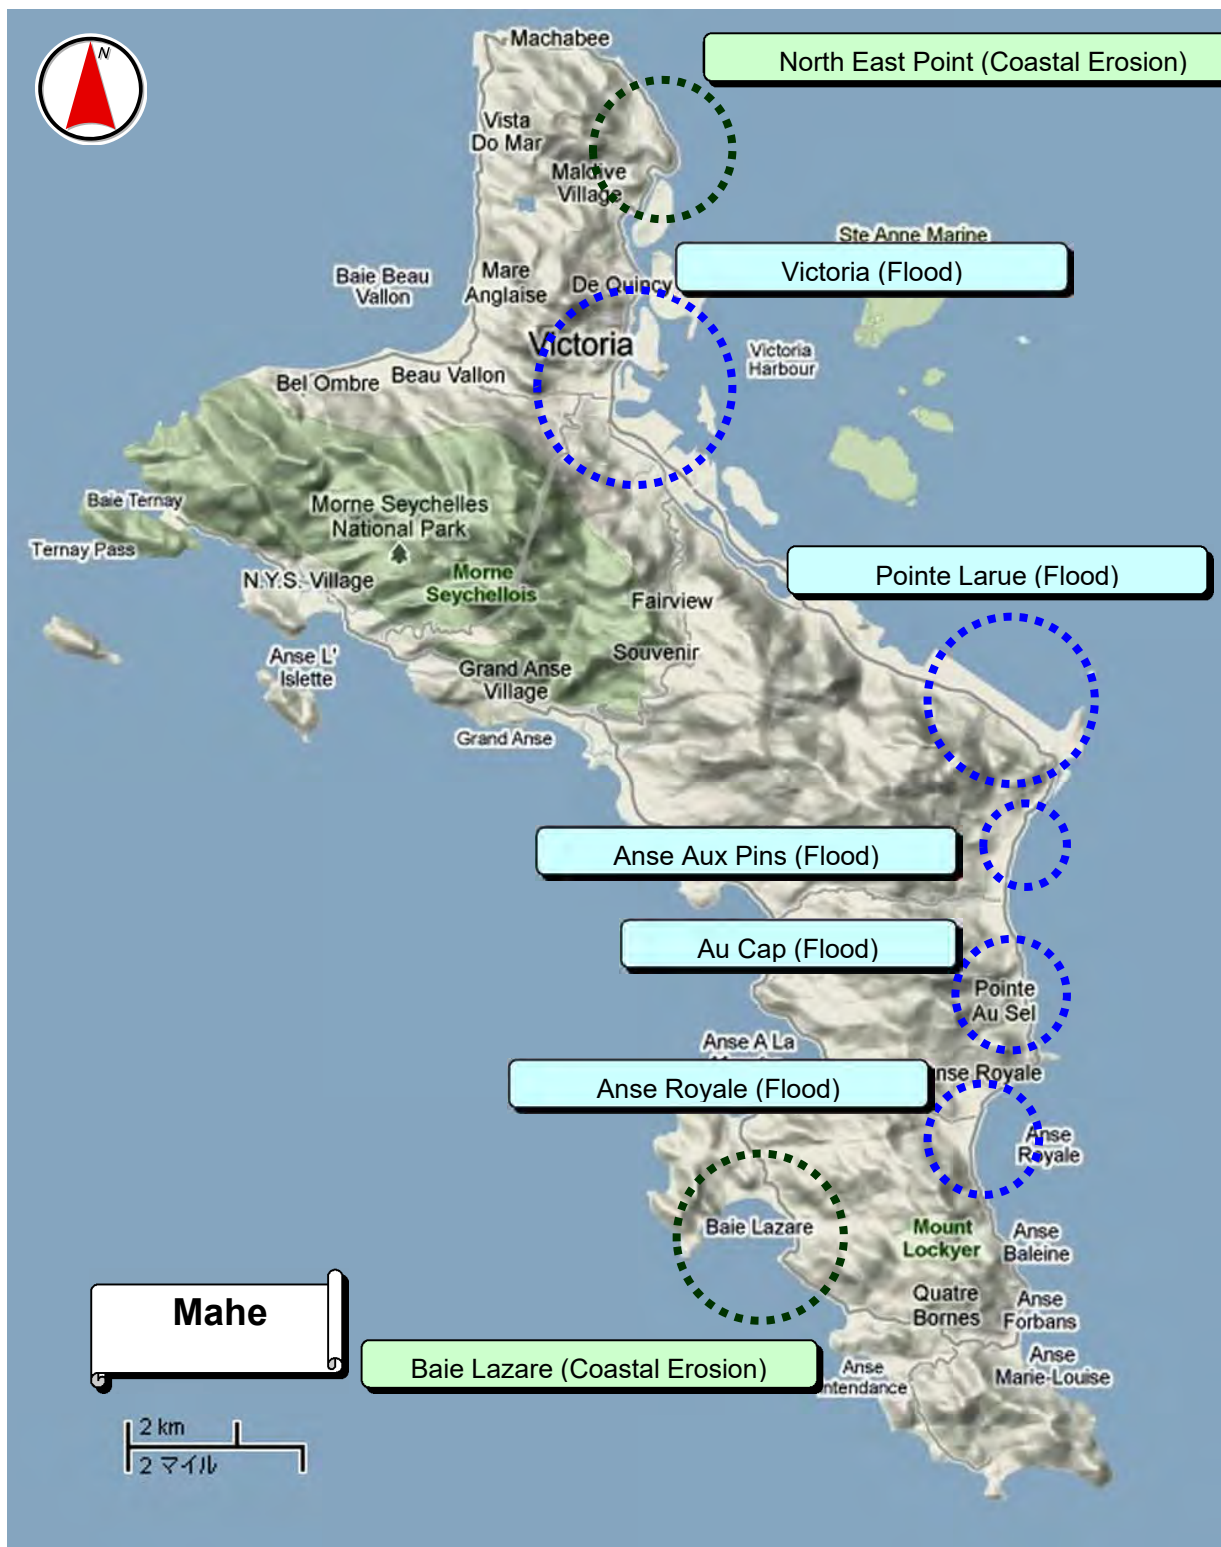 N
Machabee
North East Point (Coastal Erosion)
Vista
Do Mar
Maldive
Village
Ste Anne Marine
Victoria (Flood)
Baie Beau
Vallon
Mare
Anglaise
De Quincy
Victoria
Victoria
Harbour
Bel Ombre
Beau Vallon
Baie Ternay
Morne Seychelles
National Park
Ternay Pass
N.Y.S. Village
Morne
Seychellois
Pointe Larue (Flood)
Fairview
Anse L'
Islette
Souvenir
Grand Anse
Village
Grand Anse
Anse Aux Pins (Flood)
Au Cap (Flood)
Pointe
Au Sel
Anse A La
Anse Royale (Flood)
nse Royale
Anse
Royale
Baie Lazare
Mount
Lockyer
Anse
Baleine
Quatre
Bornes
Anse
Forbans
Mahe
Baie Lazare (Coastal Erosion)
Anse
ntendance
Anse
Marie-Louise
2 km
2 マイル